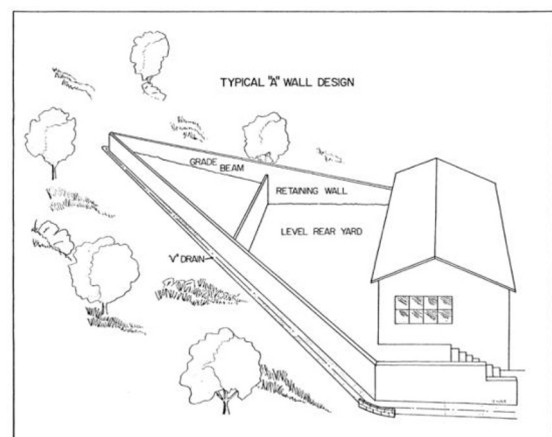 TYPICAL "A" WALL DESIGN
GRADE
BEAM
RETAINING WALL
LEVEL REAR YARD
"V" DRAIN